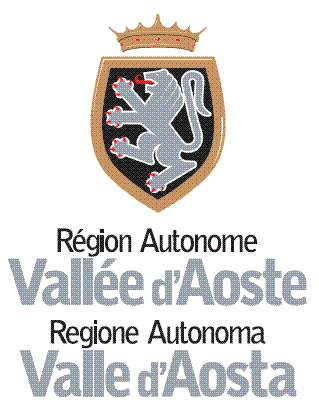 Région Autonome
Vallée d'Aoste
Regione Autonoma
Valle d'Aosta